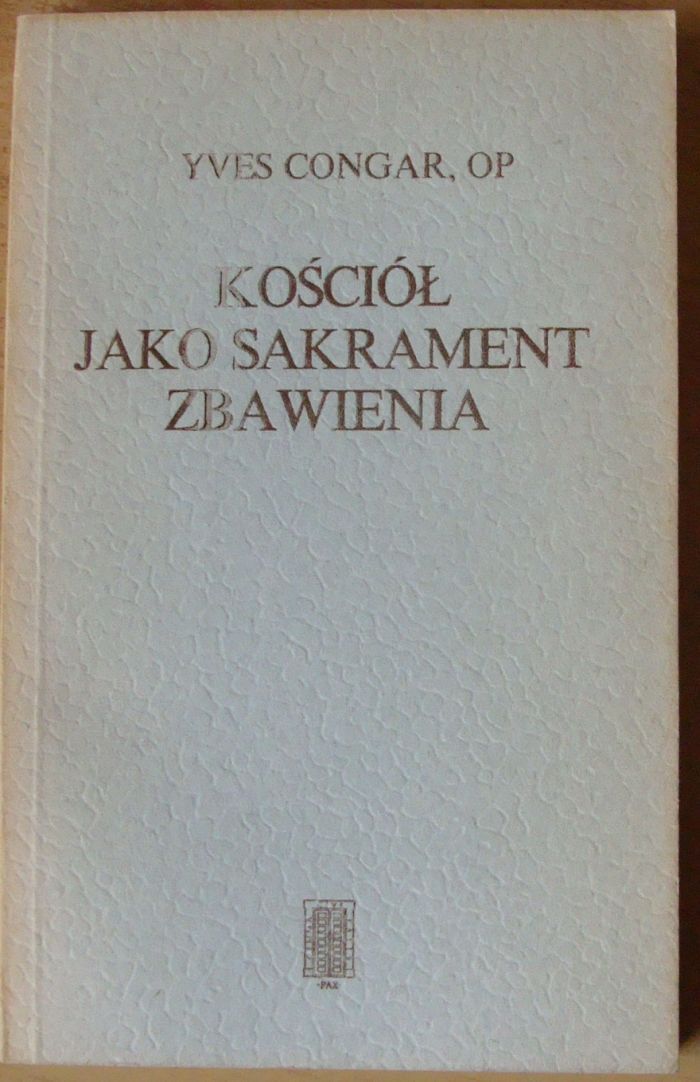 YVES CONGAR, OP
KOŚCIÓŁ
JAKO SAKRAMENT
ZBAWIENIA
·PAX·